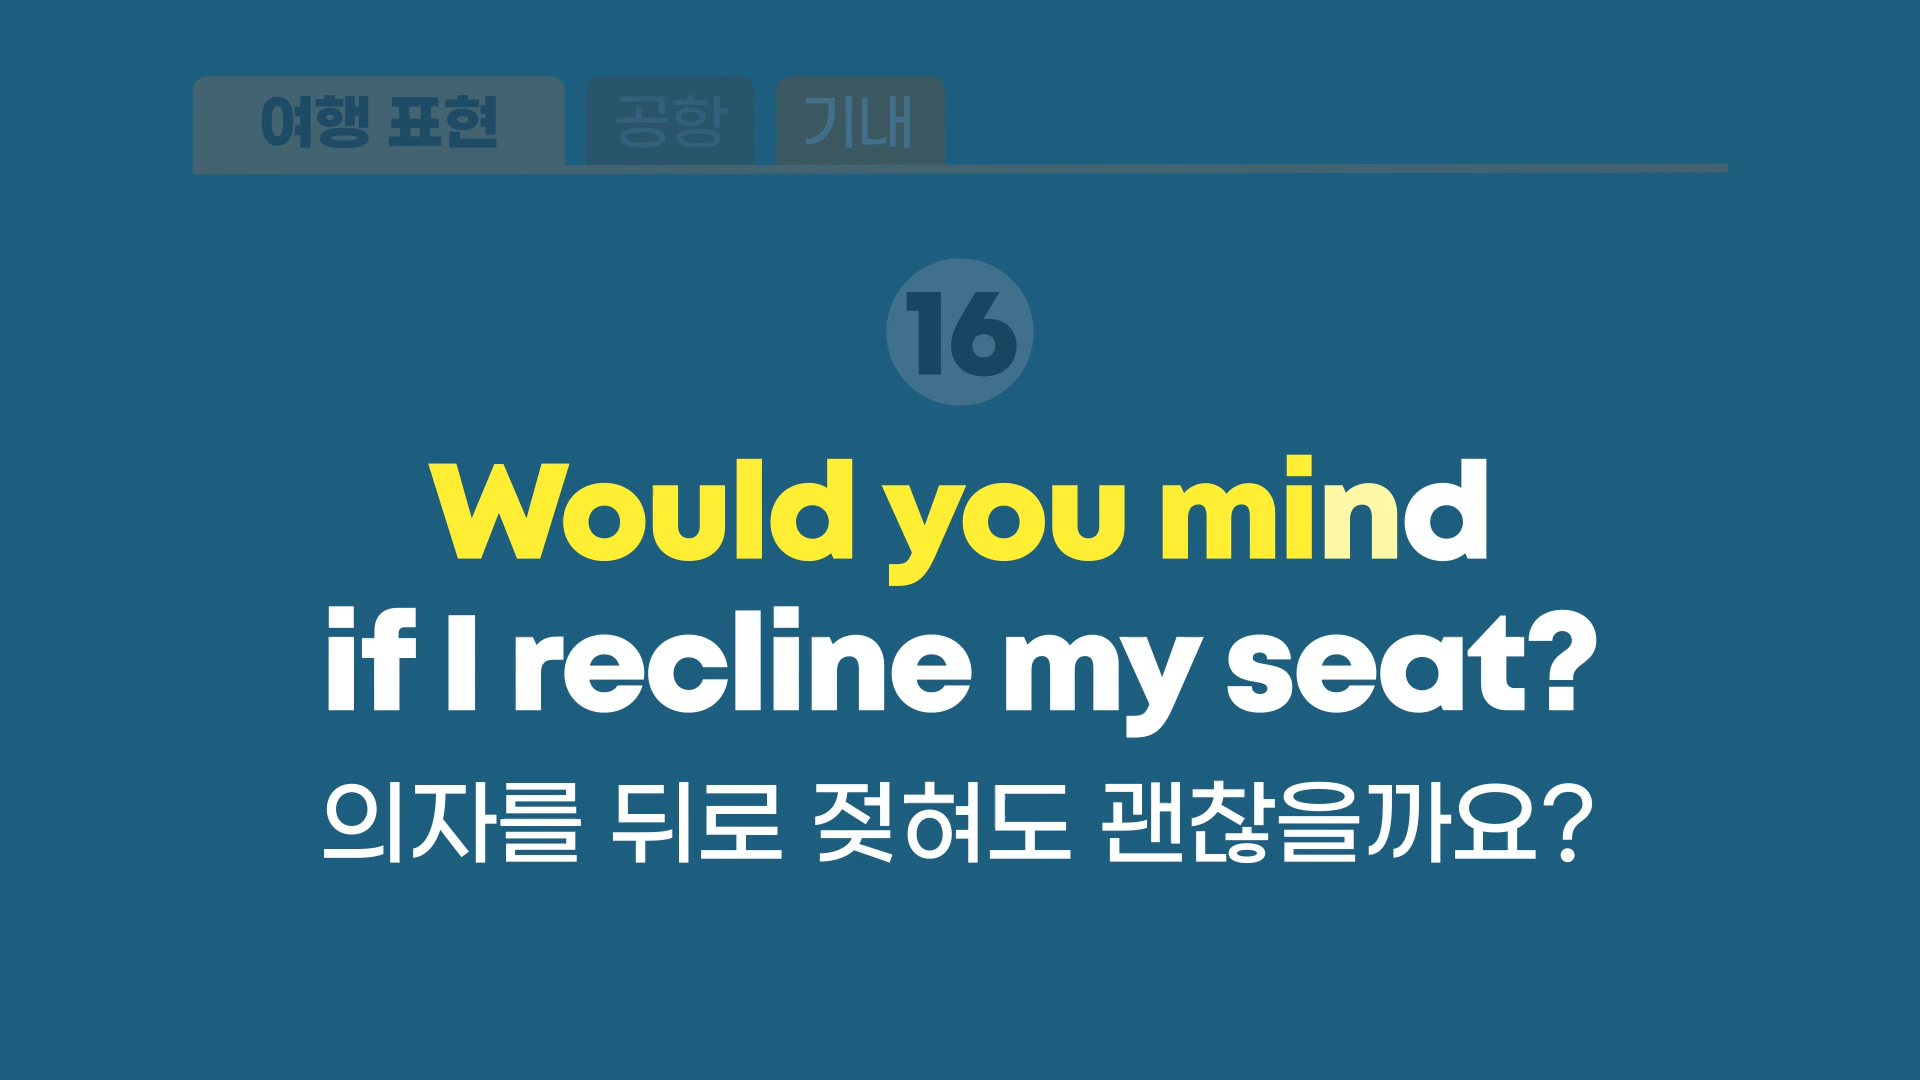 여행 표현 공항 기내
16
Would you mind
if I recline my seat?
의자를 뒤로 젖혀도 괜찮을까요?